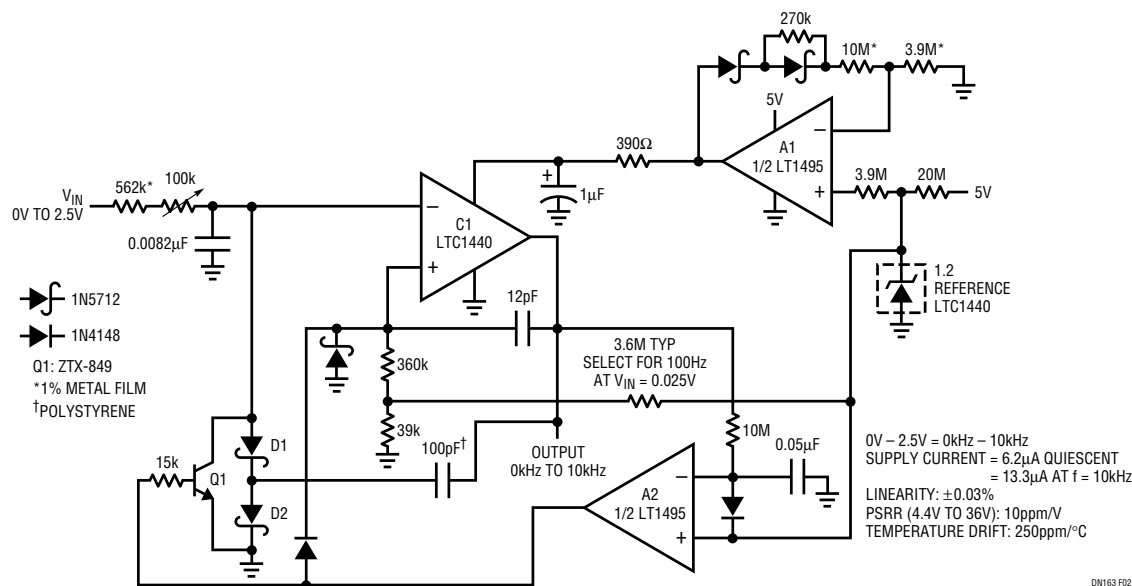 270k
10M*
3.9M*
5V
390Ω
A1
1/2 LT1495
−
+
3.9M
20M
5V
+
1µF
VIN
0V TO 2.5V
562k*
100k
0.0082µF
−
C1
LTC1440
+
1.2
REFERENCE
LTC1440
12pF
1N5712
1N4148
Q1: ZTX-849
*1% METAL FILM
†POLYSTYRENE
360k
3.6M TYP
SELECT FOR 100Hz
AT VIN = 0.025V
39k
100pF†
OUTPUT
0kHz TO 10kHz
10M
0.05µF
D1
15k
Q1
D2
A2
1/2 LT1495
−
+
0V – 2.5V = 0kHz – 10kHz
SUPPLY CURRENT = 6.2µA QUIESCENT
= 13.3µA AT f = 10kHz
LINEARITY: ±0.03%
PSRR (4.4V TO 36V): 10ppm/V
TEMPERATURE DRIFT: 250ppm/°C
DN163 F02